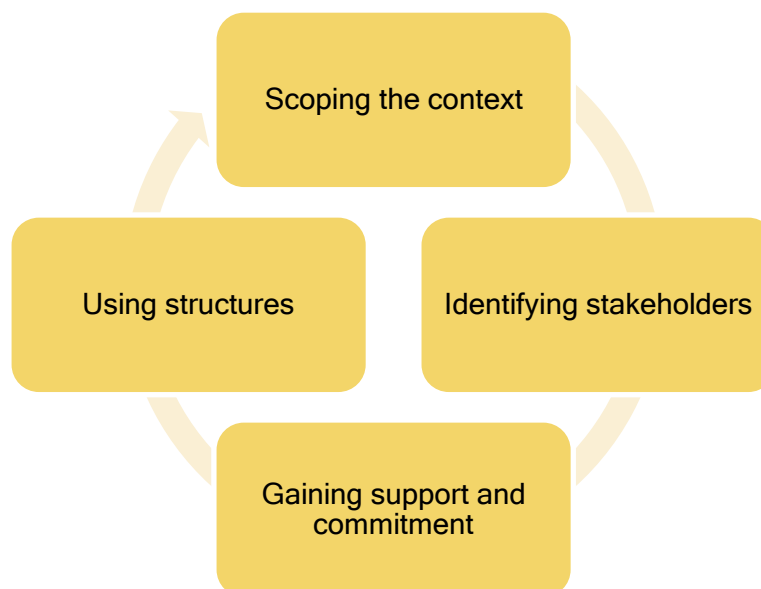 Scoping the context
Using structures
Identifying stakeholders
Gaining support and
commitment